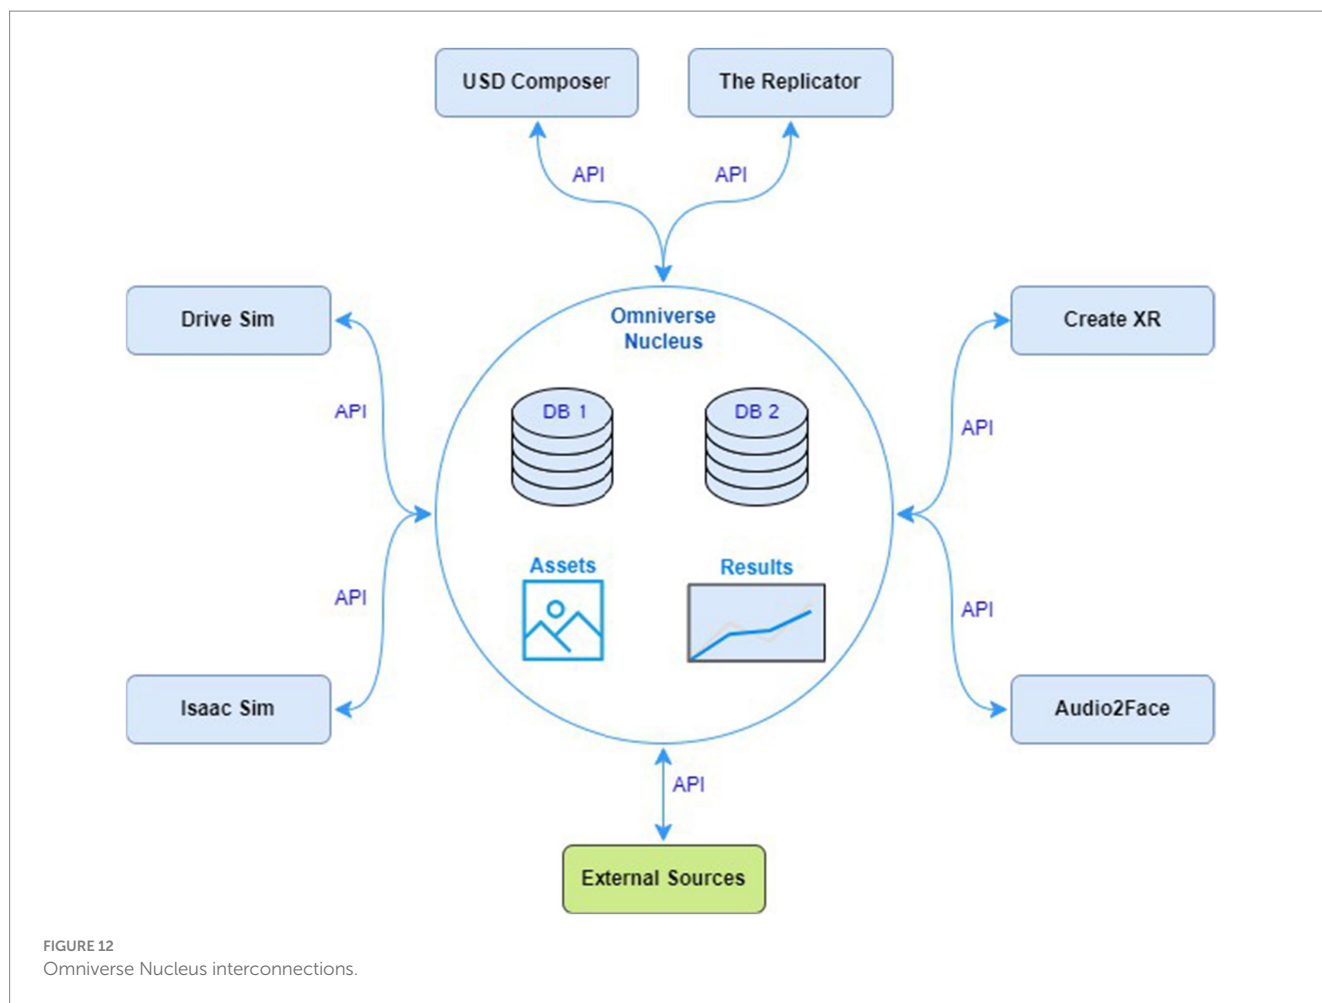 USD Composer
The Replicator
API
API
Drive Sim
Omniverse
Nucleus
Create XR
API
DB 1
DB 2
API
Assets
Results
API
API
Isaac Sim
Audio2Face
API
External Sources
FIGURE 12
Omniverse Nucleus interconnections.